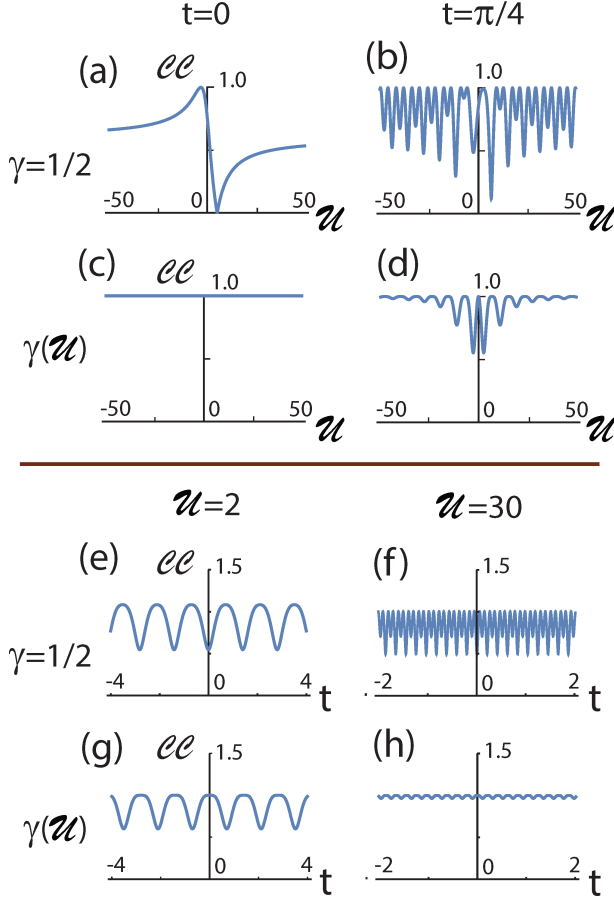 t=0 t=π/4
(a) 𝒞𝒞 1.0 (b) 1.0
γ=1/2
-50 0 50 𝒰 -50 0 50 𝒰
(c) 𝒞𝒞 1.0 (d) 1.0
γ(𝒰)
-50 0 50 𝒰 -50 0 50 𝒰
𝒰=2 𝒰=30
(e) 𝒞𝒞 1.5 (f) 1.5
γ=1/2
-4 0 4 t -2 0 2 t
(g) 𝒞𝒞 1.5 (h) 1.5
γ(𝒰)
-4 0 4 t -2 0 2 t